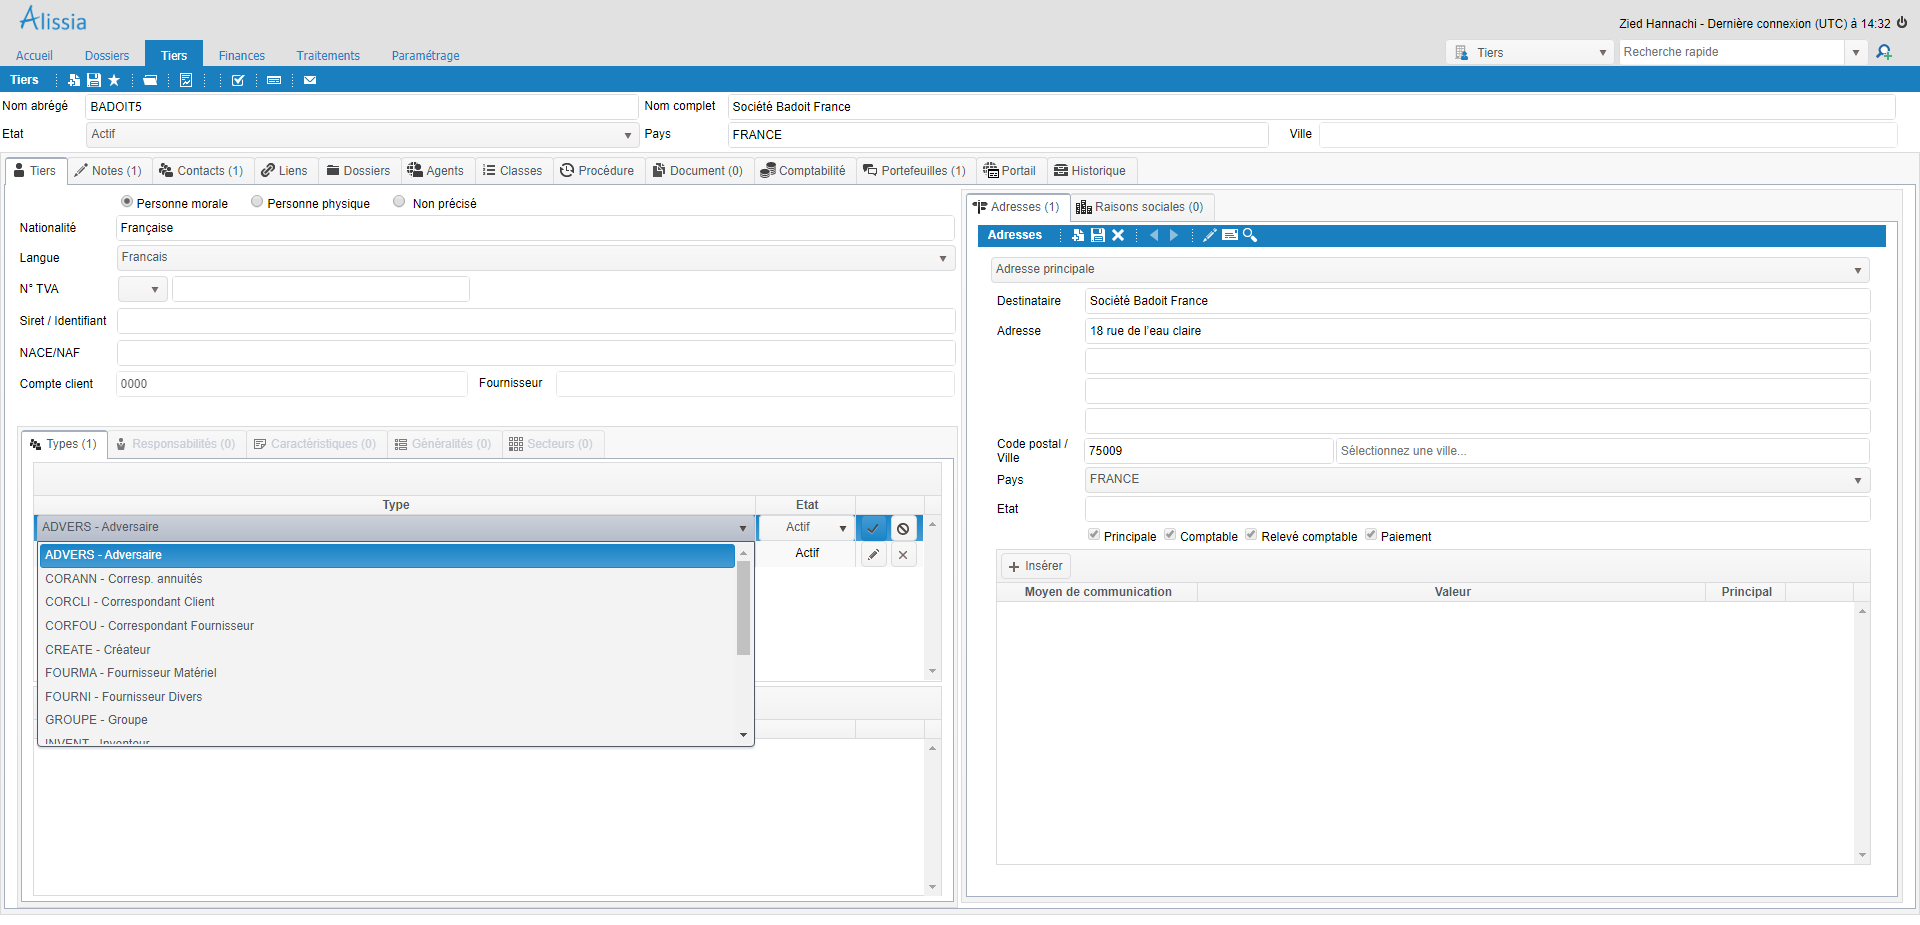 Alissia
Zied Hannachi - Dernière connexion (UTC) à 14:32
Accueil Dossiers Tiers Finances Traitements Paramétrage
Tiers Recherche rapide
Tiers
Nom abrégé BADOIT5 Nom complet Société Badoit France
Etat Actif Pays FRANCE Ville
Tiers Notes (1) Contacts (1) Liens Dossiers Agents Classes Procédure Document (0) Comptabilité Portefeuilles (1) Portail Historique
Personne morale Personne physique Non précisé
Nationalité Française
Langue Francais
N° TVA
Siret / Identifiant
NACE/NAF
Compte client 0000 Fournisseur
Types (1) Responsabilités (0) Caractéristiques (0) Généralités (0) Secteurs (0)
Type Etat
ADVERS - Adversaire Actif
ADVERS - Adversaire Actif
CORANN - Corresp. annuités
CORCLI - Correspondant Client
CORFOU - Correspondant Fournisseur
CREATE - Créateur
FOURMA - Fournisseur Matériel
FOURNI - Fournisseur Divers
GROUPE - Groupe
INVENT - Inventeur
Adresses (1) Raisons sociales (0)
Adresses
Adresse principale
Destinataire Société Badoit France
Adresse 18 rue de l'eau claire
Code postal / Ville 75009 Sélectionnez une ville...
Pays FRANCE
Etat
Principale Comptable Relevé comptable Paiement
Insérer
Moyen de communication Valeur Principal